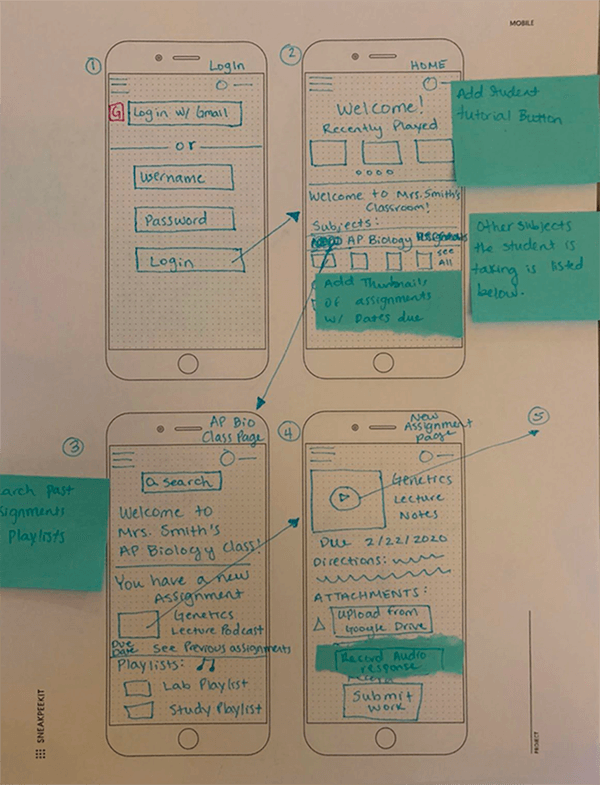 MOBILE
1
LogIn
G Login w/ Gmail
or
Username
Password
Login
2
HOME
Welcome!
Recently Played
Welcome to Mrs. Smith's
Classroom!
Subjects:
AP Biology Assignments
see
All
Add Thumbnails
of assignments
w/ Dates due
Add Student
tutorial Button
Other subjects
the student is
taking is listed
below.
3
AP Bio
Class Page
search
Welcome to
Mrs. Smith's
AP Biology Class!
You have a new
Assignment
Genetics
Lecture Podcast
Due
Date
See Previous assignments
Playlists:
Lab Playlist
Study Playlist
earch Past
signments
Playlists
4
New
Assignment
page
Genetics
Lecture
Notes
Due 2/22/2020
Directions:
ATTACHMENTS:
Upload from
Google Drive
Record Audio
response
Submit
Work
5
SNEAKPEEKIT
PROJECT